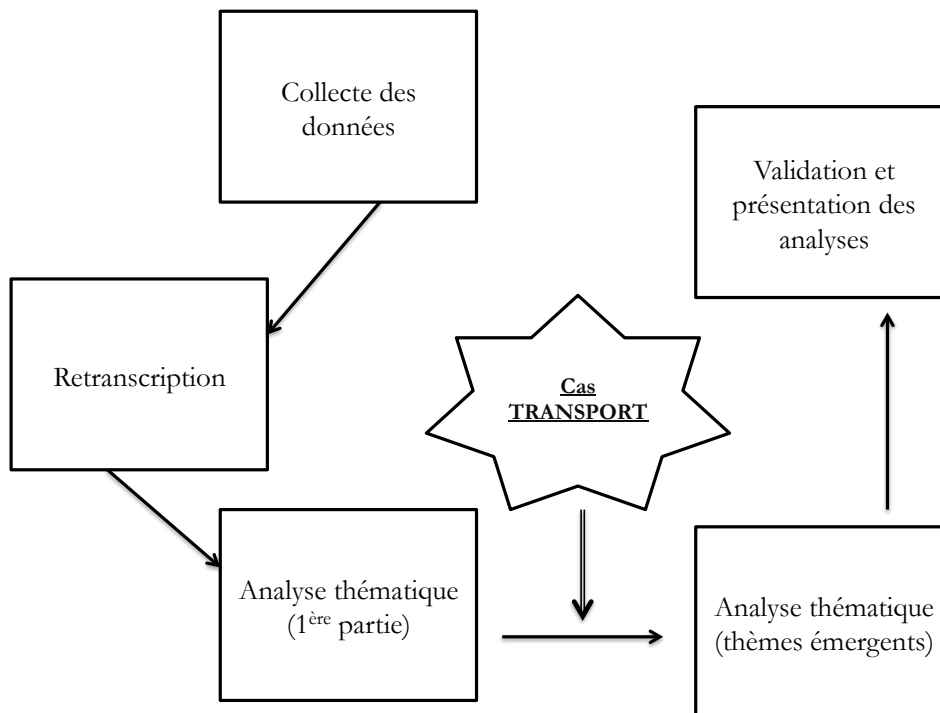 Collecte des
données
Retranscription
Analyse thématique
(1ère partie)
Cas
TRANSPORT
Analyse thématique
(thèmes émergents)
Validation et
présentation des
analyses